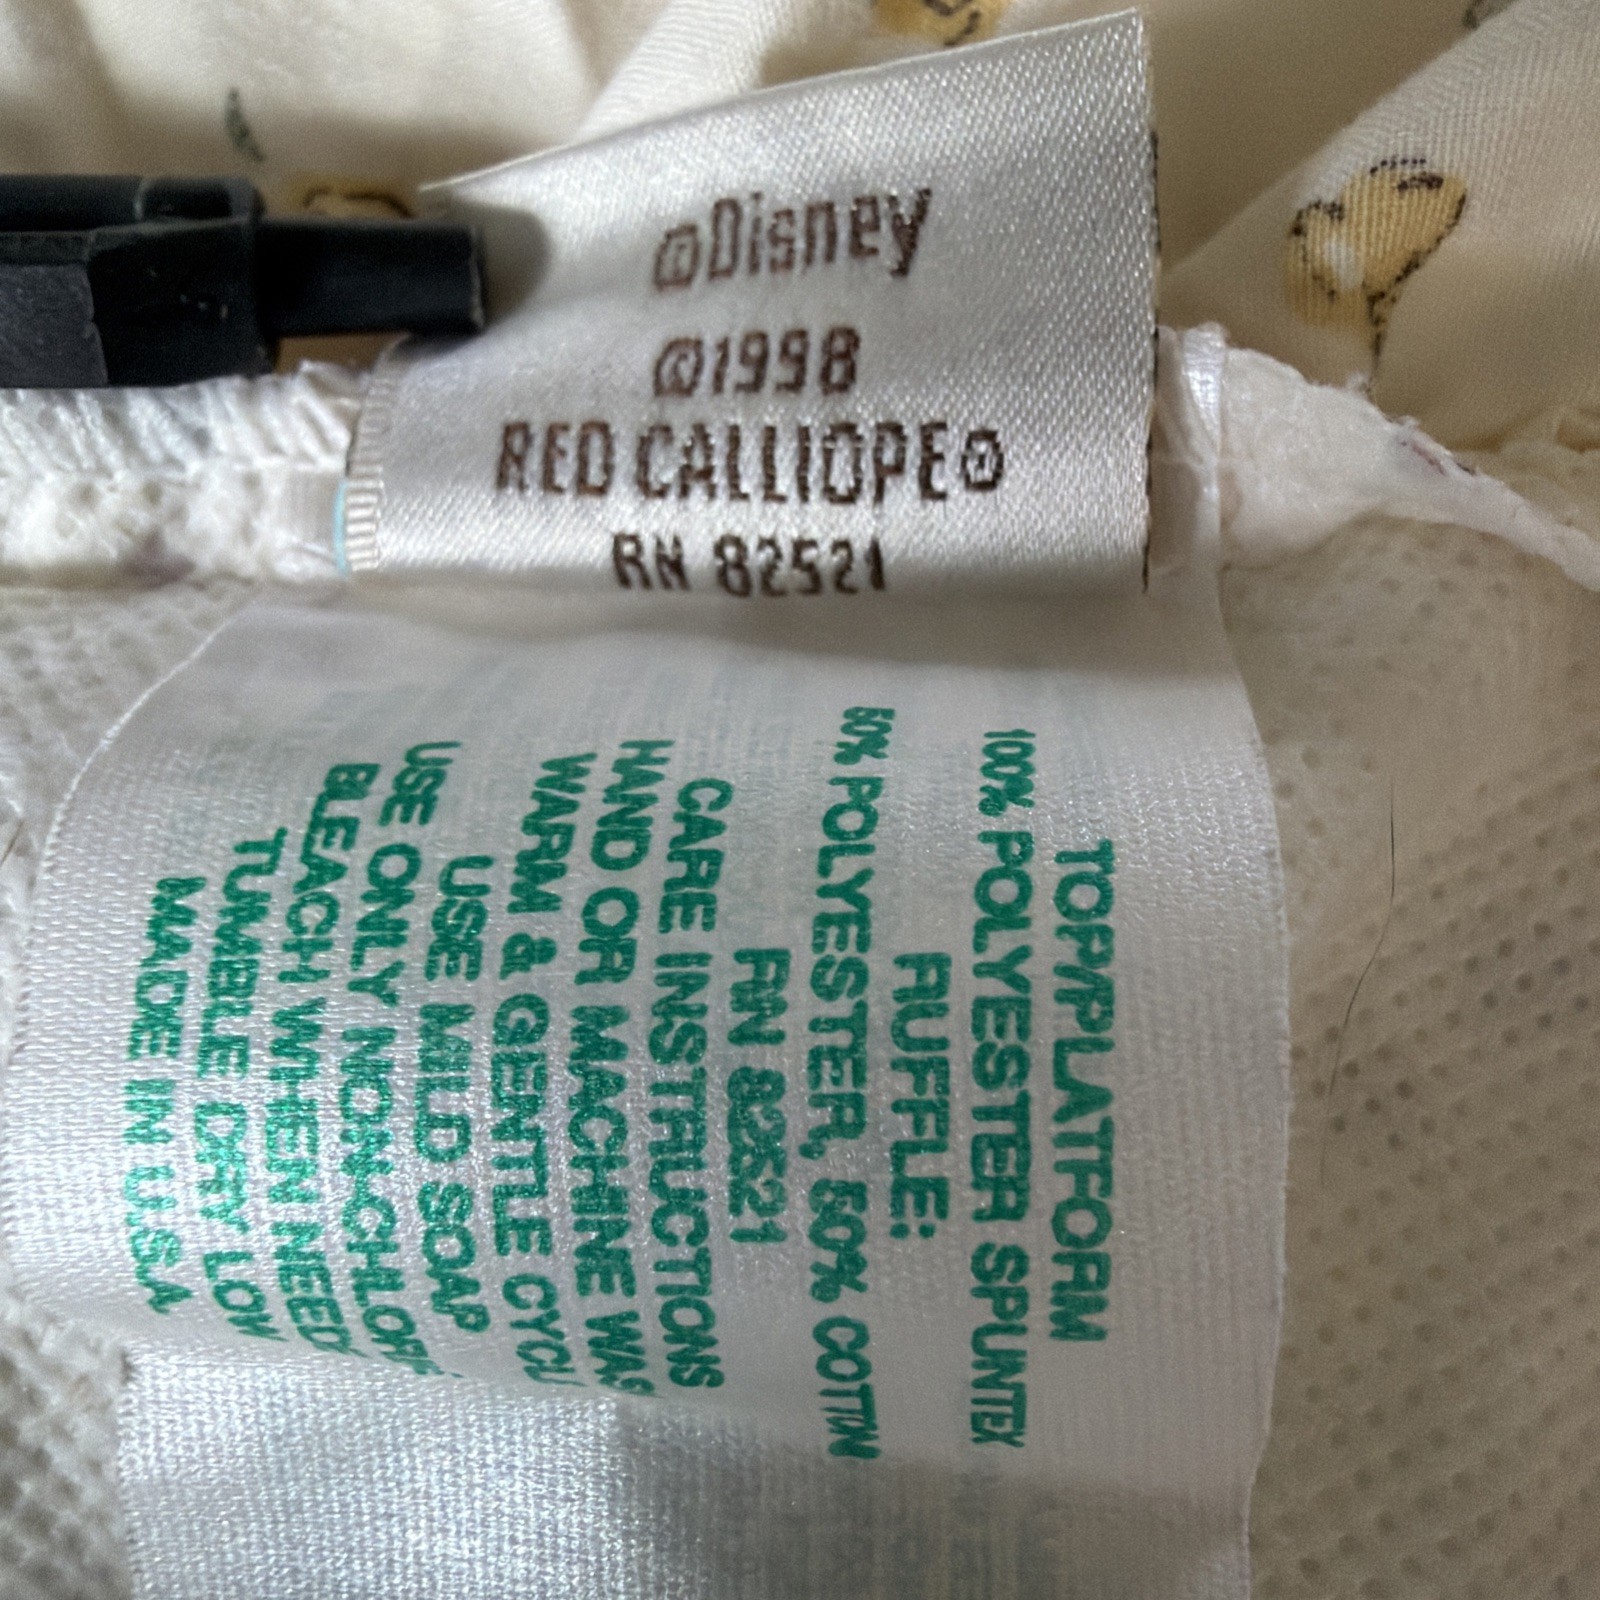 ©Disney
©1998
RED CALLIOPE®
RN 82521
TOP/PLATFORM
100% POLYESTER SPUNTEX
RUFFLE:
50% POLYESTER, 50% COTTON
RN 82521
CARE INSTRUCTIONS
HAND OR MACHINE WAS
WARM & GENTLE CYCL
USE MILD SOAP
USE ONLY NON-CHLORI
BLEACH WHEN NEED
TUMBLE DRY LOW
MADE IN U.S.A.